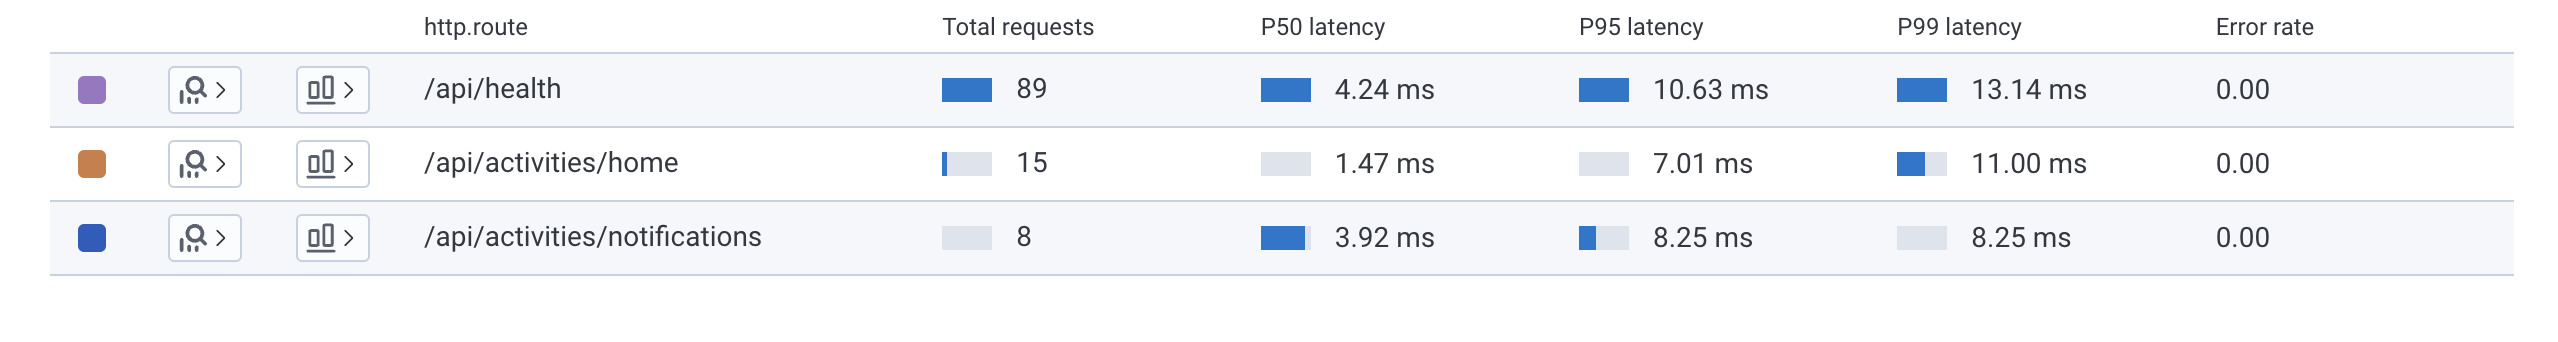 http.route Total requests P50 latency P95 latency P99 latency Error rate
/api/health 89 4.24 ms 10.63 ms 13.14 ms 0.00
/api/activities/home 15 1.47 ms 7.01 ms 11.00 ms 0.00
/api/activities/notifications 8 3.92 ms 8.25 ms 8.25 ms 0.00